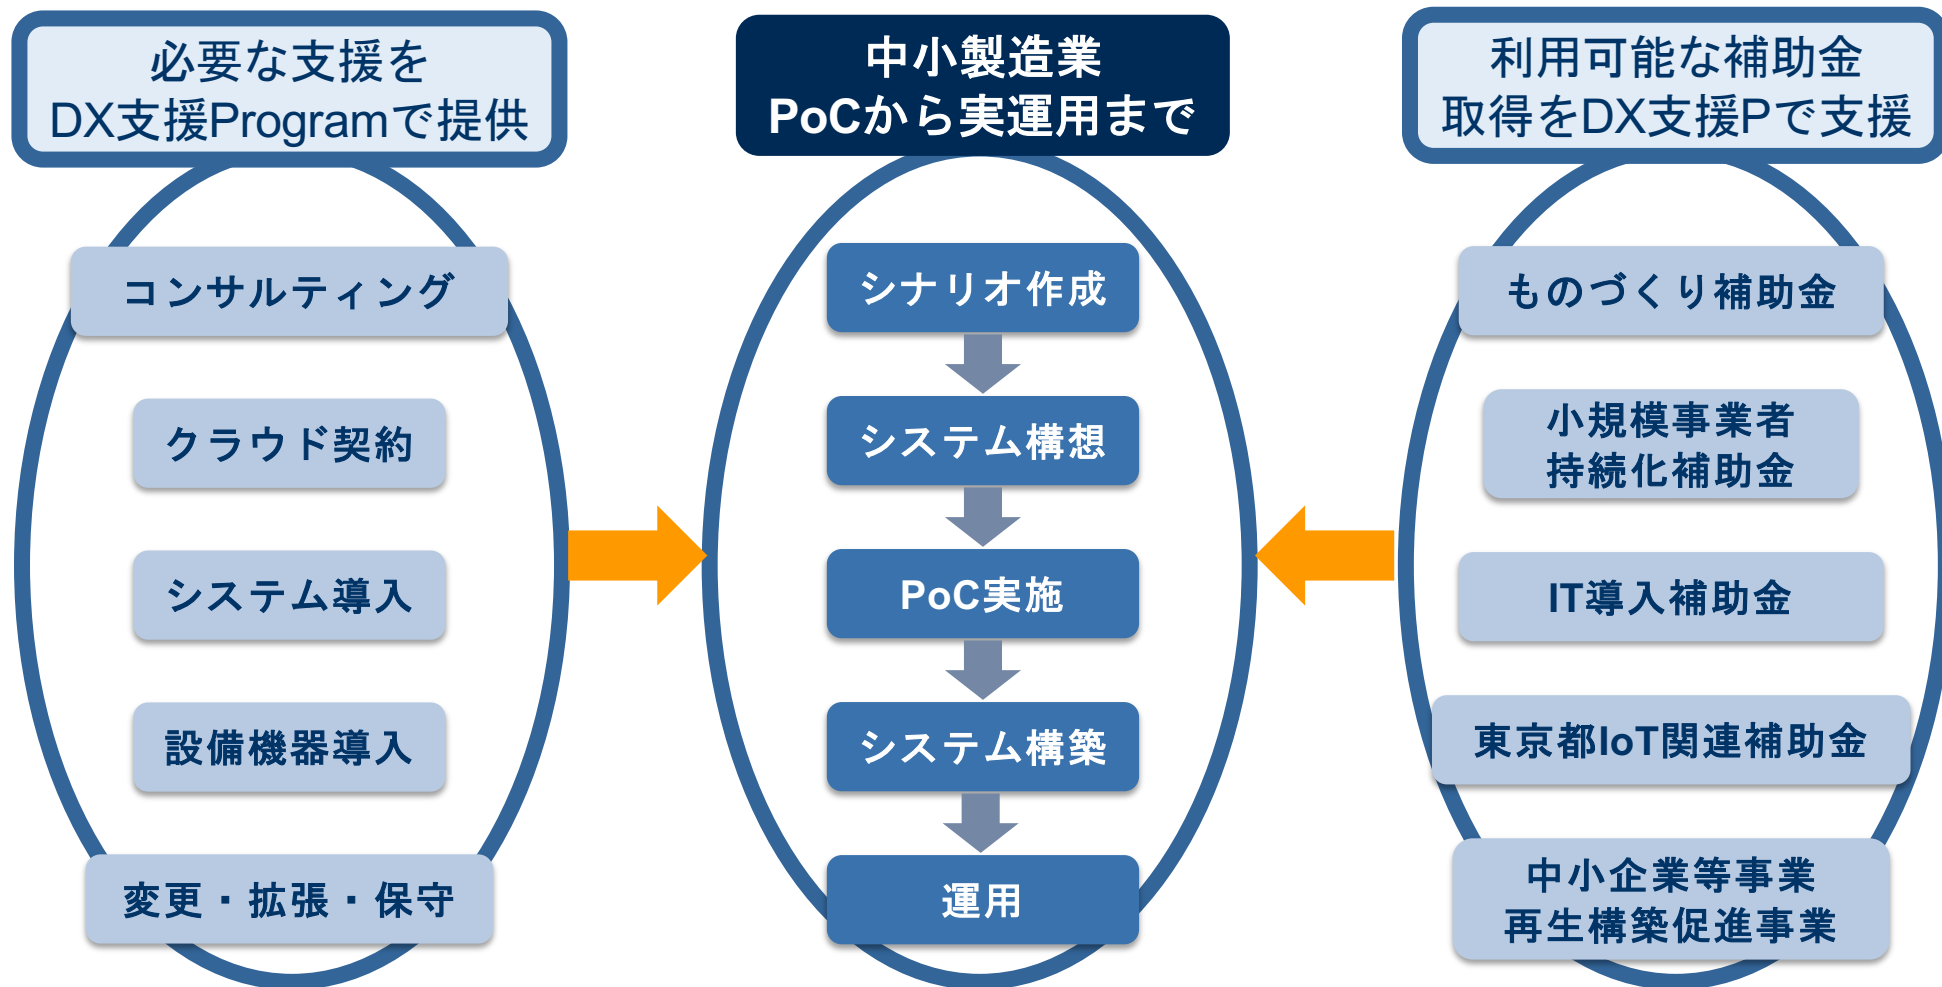 必要な支援を
DX支援Programで提供
コンサルティング
クラウド契約
システム導入
設備機器導入
変更・拡張・保守
中小製造業
PoCから実運用まで
シナリオ作成
システム構想
PoC実施
システム構築
運用
利用可能な補助金
取得をDX支援Pで支援
ものづくり補助金
小規模事業者
持続化補助金
IT導入補助金
東京都IoT関連補助金
中小企業等事業
再生構築促進事業